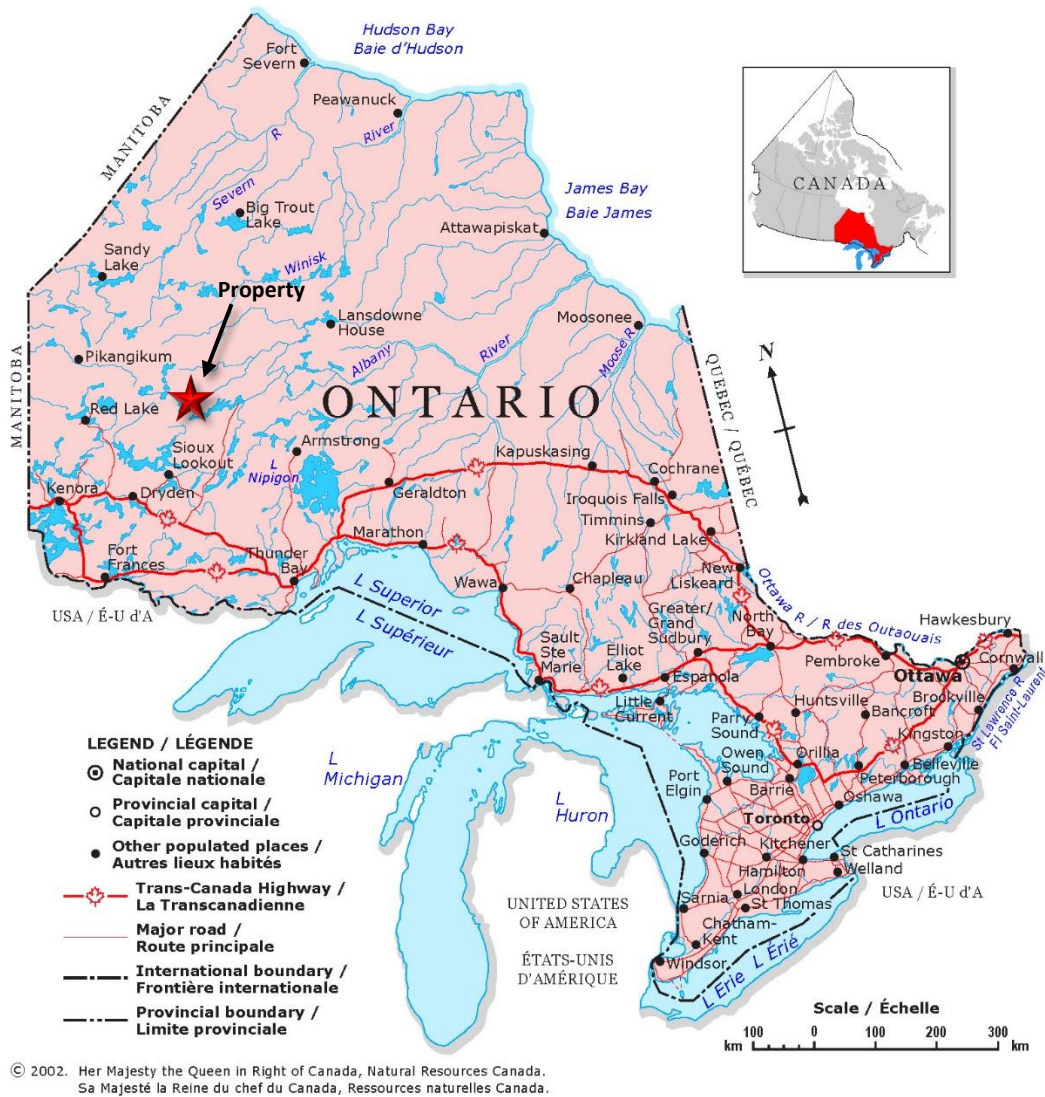 Hudson Bay
Baie d'Hudson
Fort
Severn
Peawanuck
MANITOBA
R
River
Severn
Big Trout
Lake
James Bay
Baie James
CANADA
Attawapiskat
Sandy
Lake
Winisk
Property
Lansdowne
House
Moosonee
Pikangikum
Albany
River
Moose R
QUEBEC / QUÉBEC
N
MANITOBA
ONTARIO
Red Lake
Sioux
Lookout
Armstrong
L
Nipigon
Kapuskasing
Cochrane
Kenora
Dryden
Geraldton
Iroquois Falls
Timmins
Kirkland Lake
Marathon
Fort
Frances
Thunder
Bay
New
Liskeard
Wawa
Chapleau
USA / É-U d'A
L Superior
L Supérieur
Greater/
Grand
Sudbury
North
Bay
Ottawa R / R des Outaouais
Hawkesbury
Sault
Ste
Marie
Elliot
Lake
Espanola
Pembroke
Ottawa
Cornwall
Little
Current
Huntsville
Bancroft
Brockville
Kingston
St Lawrence R
Fl Saint-Laurent
Parry
Sound
Owen
Sound
Orillia
Belleville
Peterborough
L
Michigan
Port
Elgin
Barrie
Oshawa
L
Huron
Toronto
L Ontario
Goderich
Kitchener
St Catharines
Hamilton
Welland
London
USA / É-U d'A
Sarnia
St Thomas
UNITED STATES
OF AMERICA
Chatham-
Kent
ÉTATS-UNIS
D'AMÉRIQUE
Windsor
L Erie L Érié
LEGEND / LÉGENDE
National capital /
Capitale nationale
Provincial capital /
Capitale provinciale
Other populated places /
Autres lieux habités
Trans-Canada Highway /
La Transcanadienne
Major road /
Route principale
International boundary /
Frontière internationale
Provincial boundary /
Limite provinciale
Scale / Échelle
100 0 100 200 300
km km
© 2002. Her Majesty the Queen in Right of Canada, Natural Resources Canada.
Sa Majesté la Reine du chef du Canada, Ressources naturelles Canada.